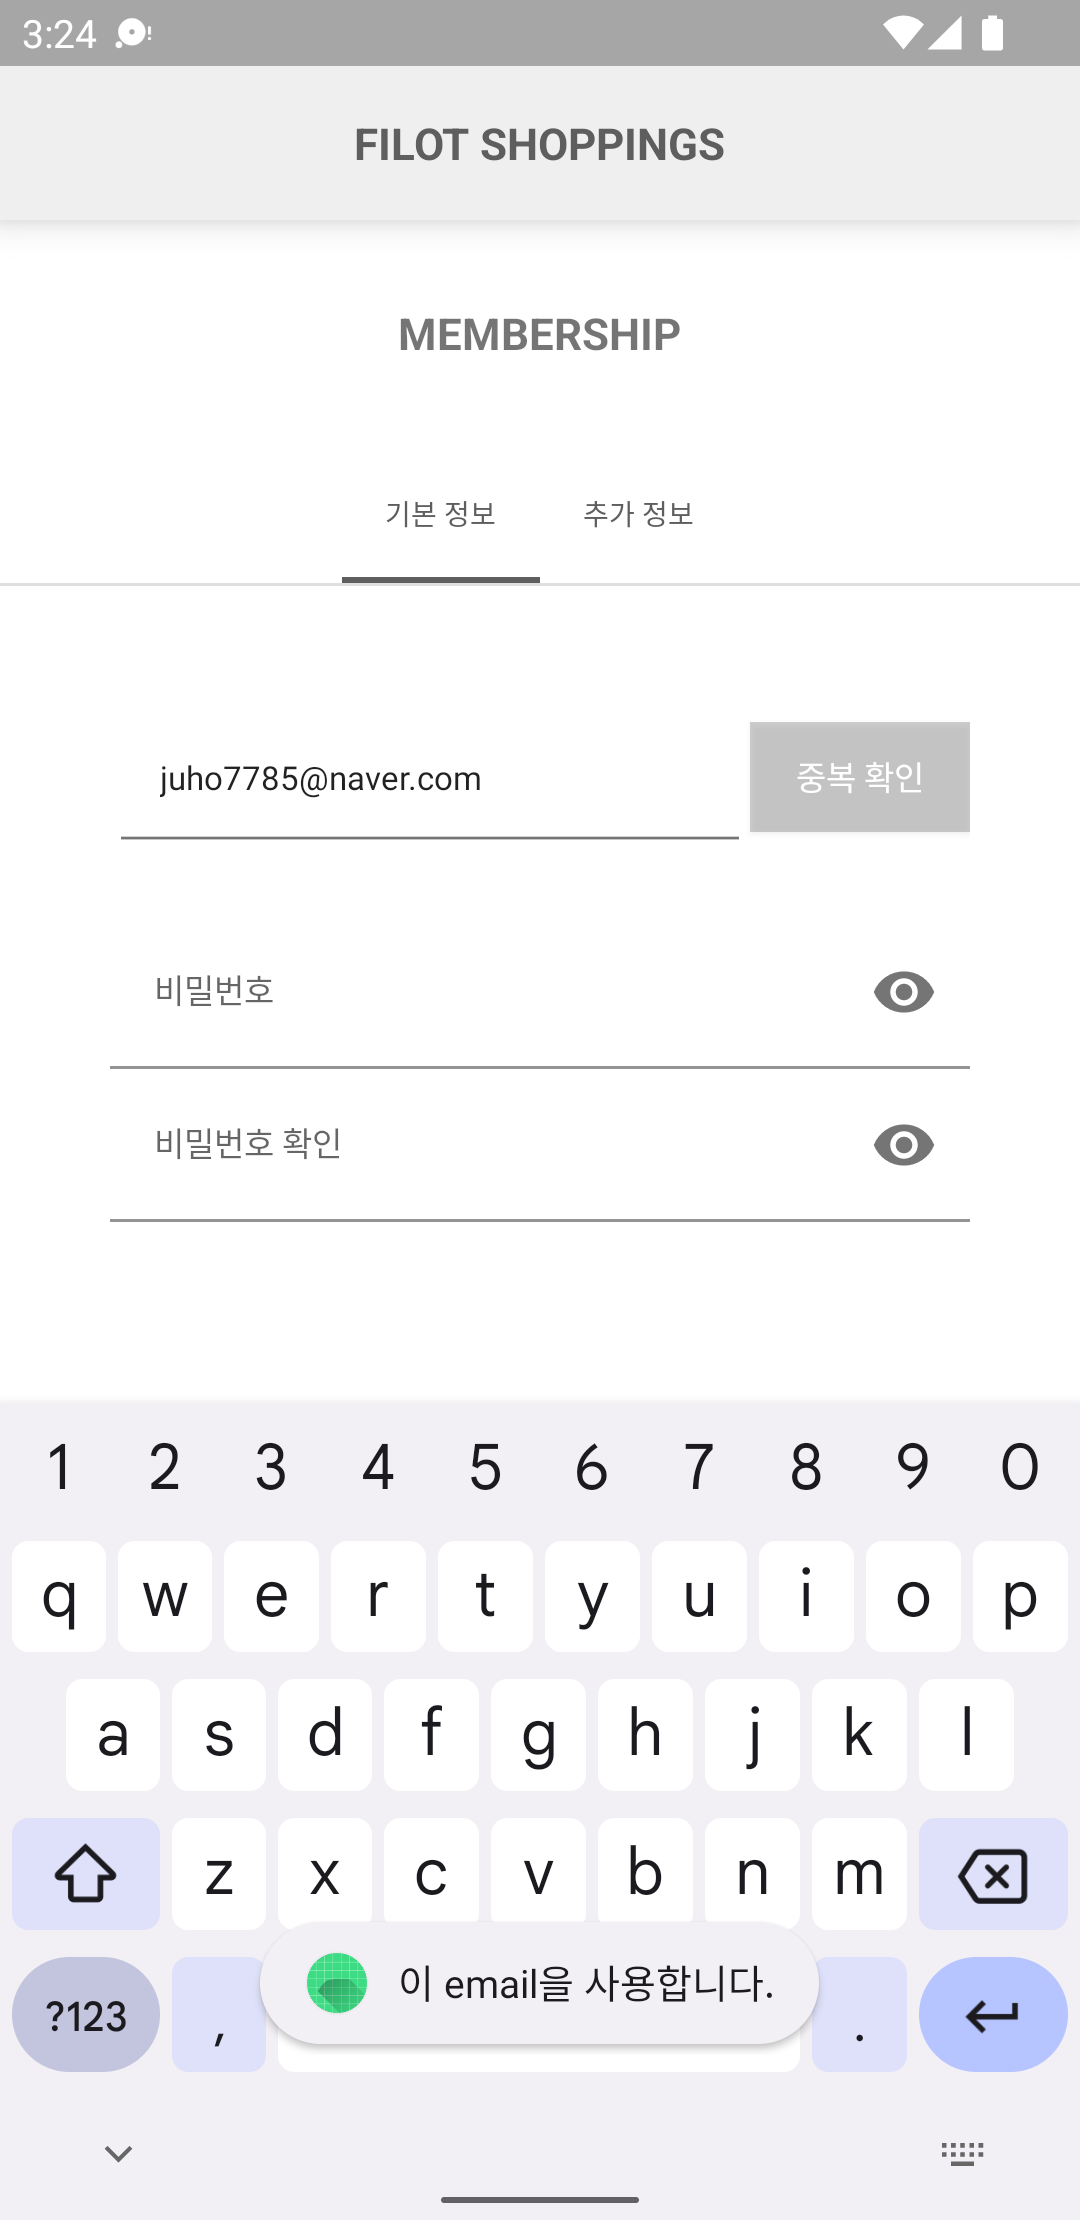 3:24
FILOT SHOPPINGS
MEMBERSHIP
기본 정보 추가 정보
juho7785@naver.com 중복 확인
비밀번호
비밀번호 확인
1 2 3 4 5 6 7 8 9 0
q w e r t y u i o p
a s d f g h j k l
z x c v b n m
?123 , .
이 email을 사용합니다.